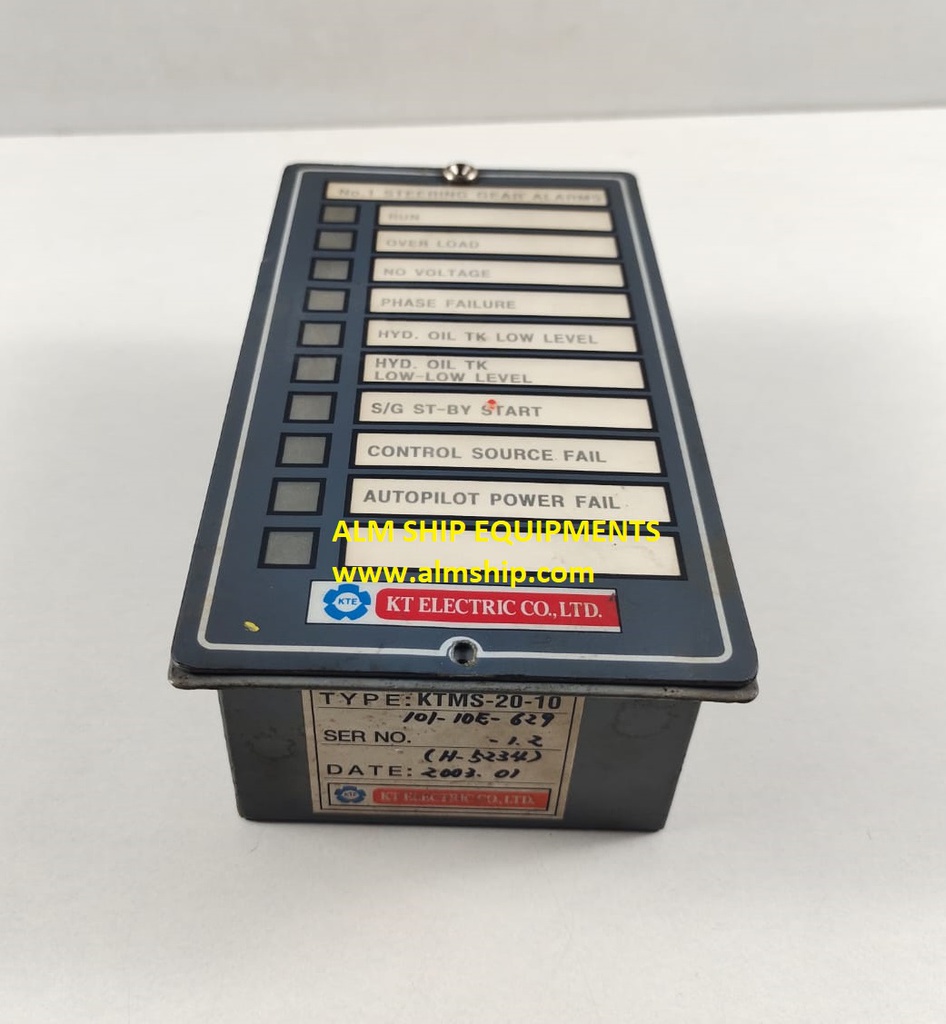 No.1 STEERING GEAR ALARMS
RUN
OVER LOAD
NO VOLTAGE
PHASE FAILURE
HYD. OIL TK LOW LEVEL
HYD. OIL TK
LOW-LOW LEVEL
S/G ST-BY START
CONTROL SOURCE FAIL
AUTOPILOT POWER FAIL
ALM SHIP EQUIPMENTS
www.almship.com
KTE KT ELECTRIC CO., LTD.
TYPE: KTMS-20-10
101-10E-629
SER NO. -1.2
(H-5234)
DATE: 2003.01
KTE KT ELECTRIC CO., LTD.